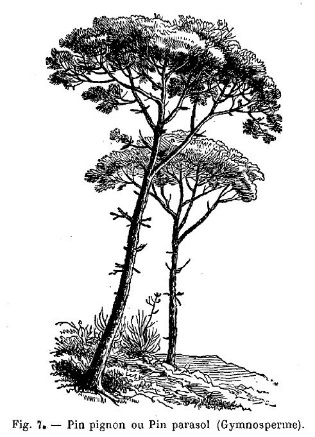 Fig. 7. — Pin pignon ou Pin parasol (Gymnosperme).